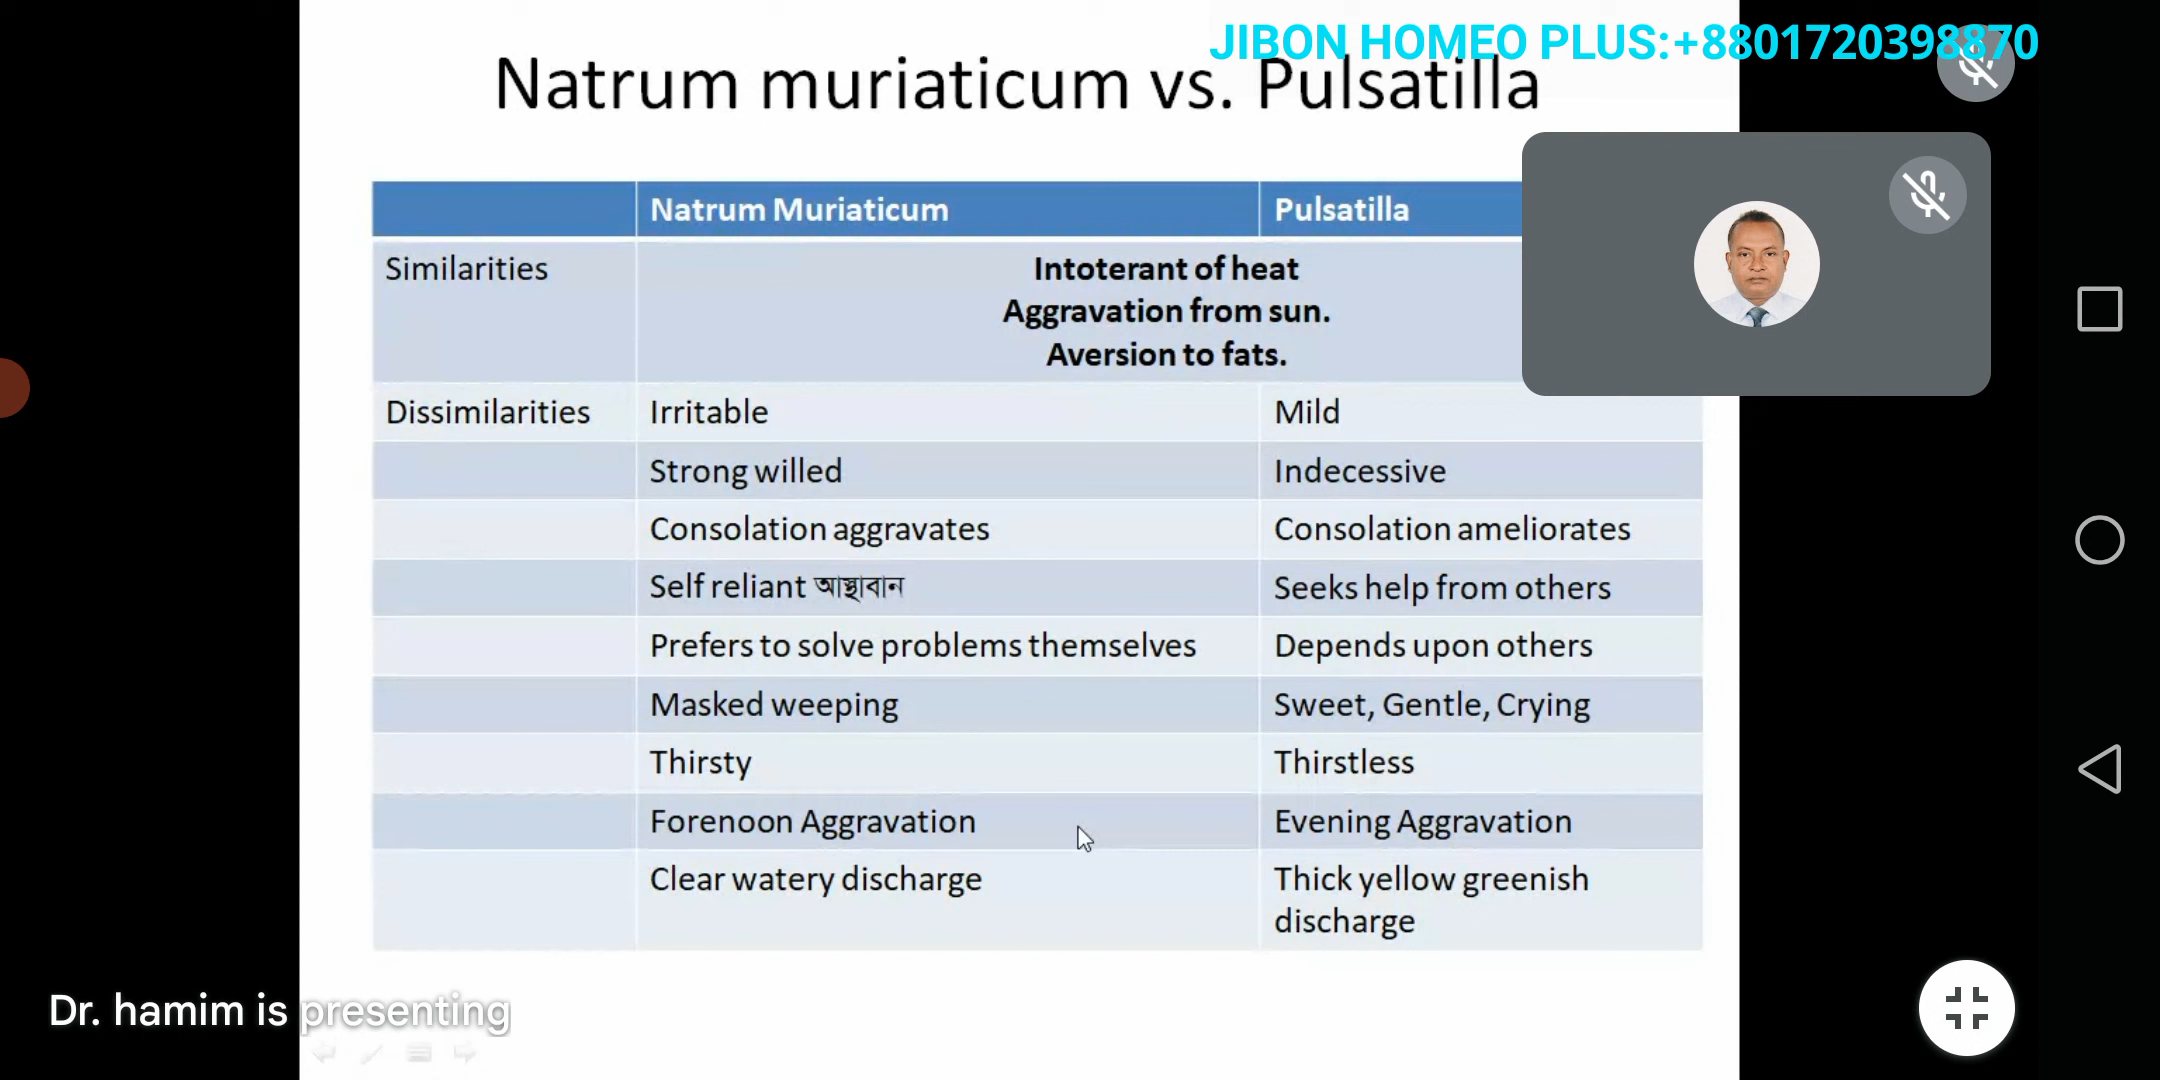 JIBON HOMEO PLUS:+8801720398870
Natrum muriaticum vs. Pulsatilla
Natrum Muriaticum Pulsatilla
Similarities Intoterant of heat
Aggravation from sun.
Aversion to fats.
Dissimilarities Irritable Mild
Strong willed Indecessive
Consolation aggravates Consolation ameliorates
Self reliant আস্থাবান Seeks help from others
Prefers to solve problems themselves Depends upon others
Masked weeping Sweet, Gentle, Crying
Thirsty Thirstless
Forenoon Aggravation Evening Aggravation
Clear watery discharge Thick yellow greenish
discharge
Dr. hamim is presenting